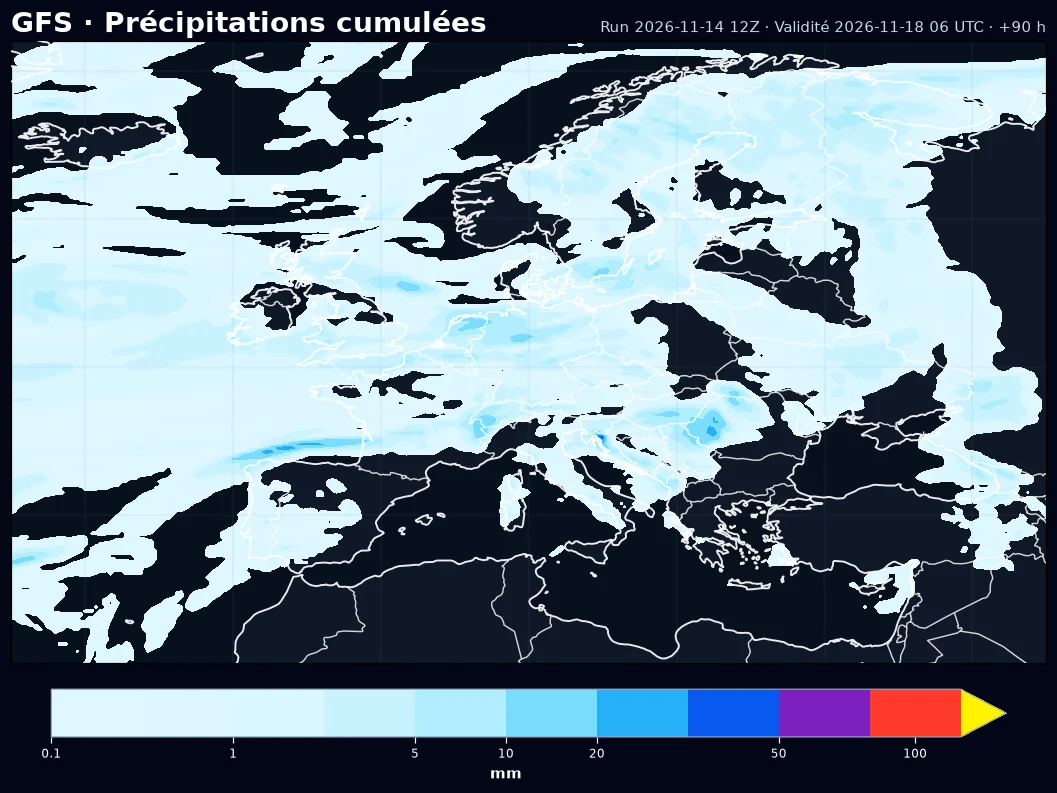 GFS · Précipitations cumulées
Run 2026-11-14 12Z · Validité 2026-11-18 06 UTC · +90 h
0.1 1 5 10 20 50 100
mm